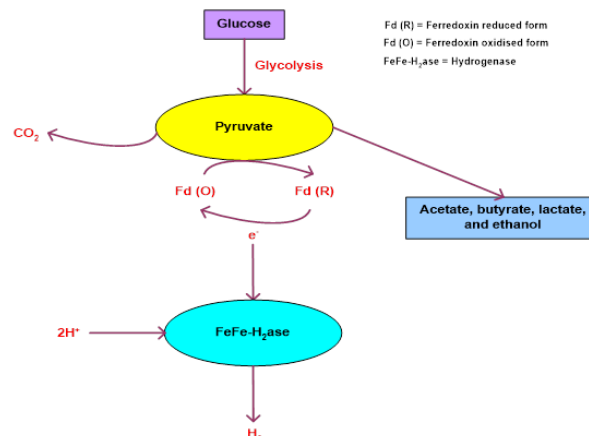 Glucose
Fd (R) = Ferredoxin reduced form
Fd (O) = Ferredoxin oxidised form
FeFe-H₂ase = Hydrogenase
Glycolysis
Pyruvate
CO₂
Fd (O)
Fd (R)
Acetate, butyrate, lactate,
and ethanol
e⁻
2H⁺
FeFe-H₂ase
H₂